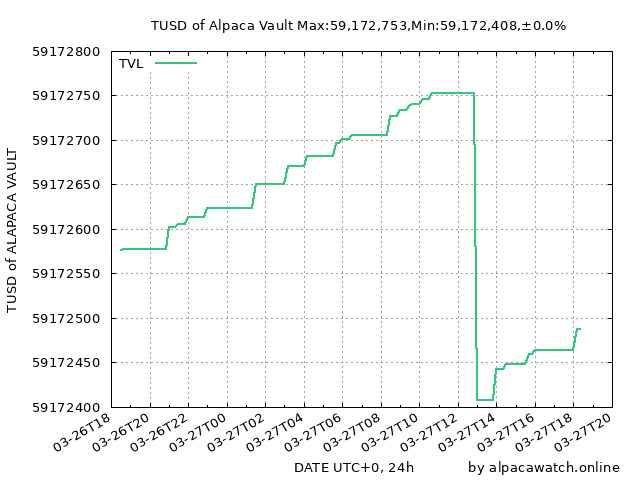 TUSD of Alpaca Vault Max:59,172,753,Min:59,172,408,±0.0%
TVL
59172800
59172750
59172700
59172650
59172600
59172550
59172500
59172450
59172400
TUSD of ALAPACA VAULT
03-26T18
03-26T20
03-26T22
03-27T00
03-27T02
03-27T04
03-27T06
03-27T08
03-27T10
03-27T12
03-27T14
03-27T16
03-27T18
03-27T20
DATE UTC+0, 24h
by alpacawatch.online